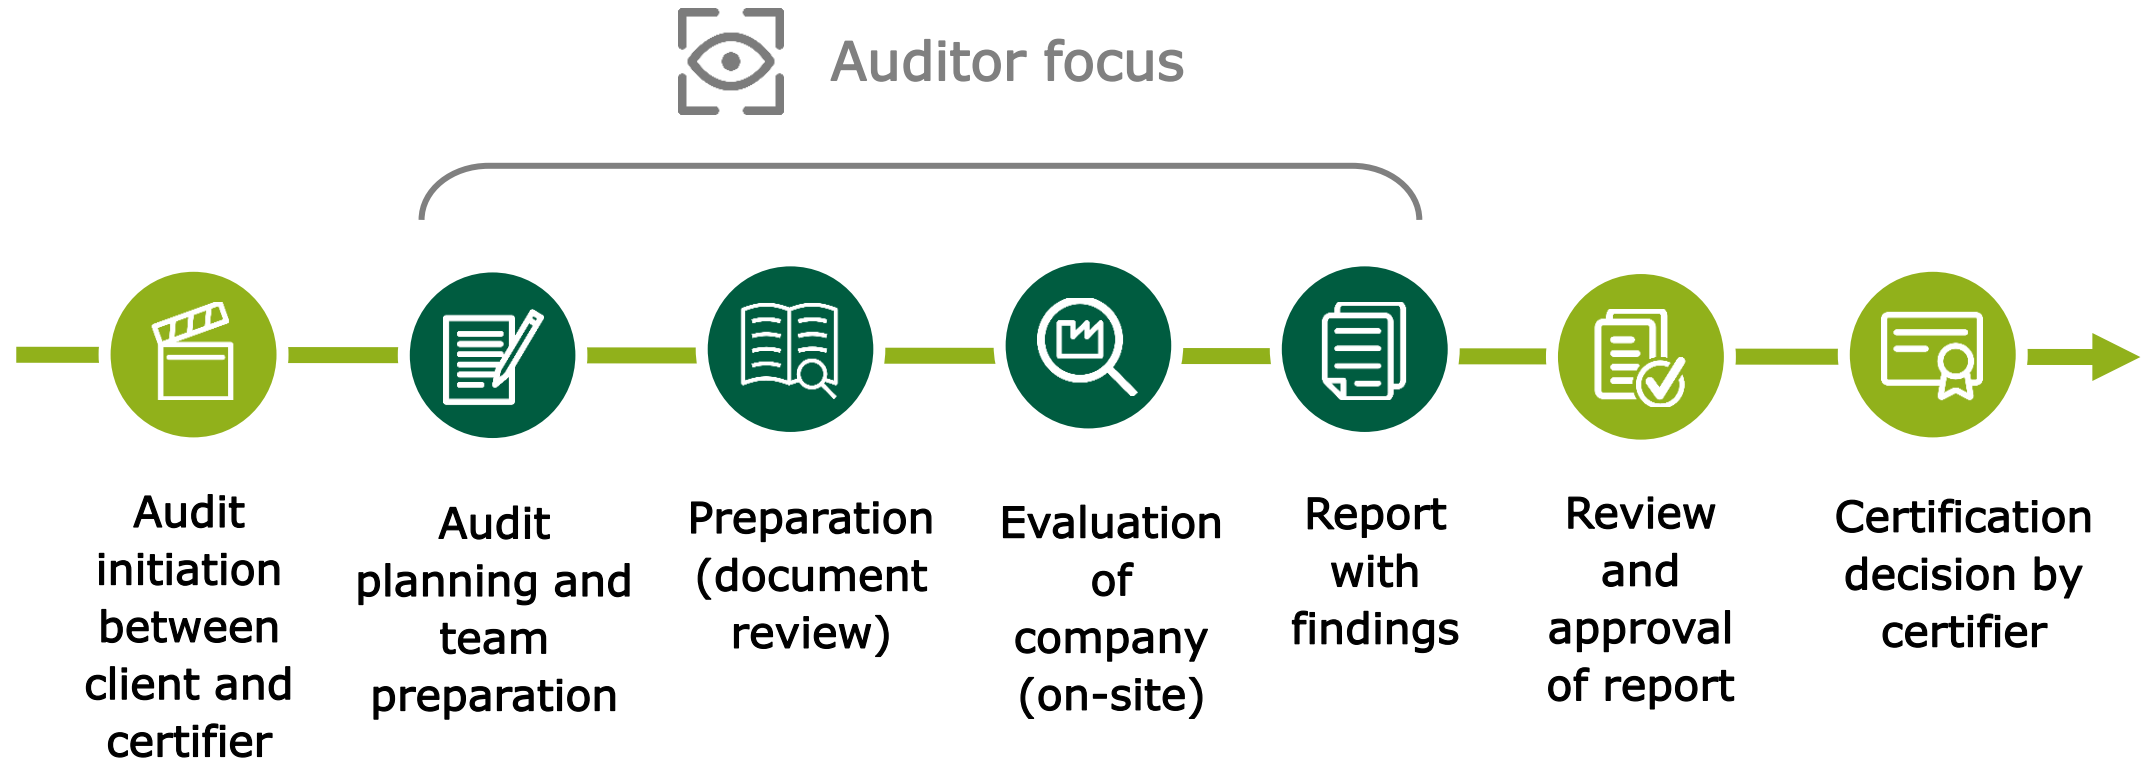 Auditor focus
Audit
initiation
between
client and
certifier
Audit
planning and
team
preparation
Preparation
(document
review)
Evaluation
of
company
(on-site)
Report
with
findings
Review
and
approval
of report
Certification
decision by
certifier